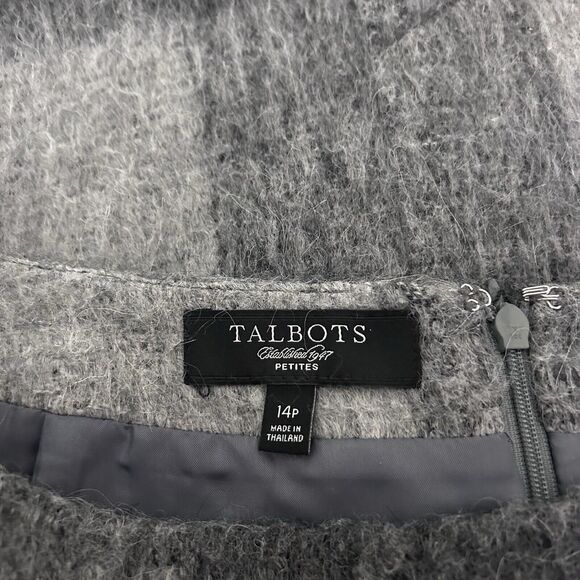 TALBOTS
Established 1947
PETITES
14P
MADE IN
THAILAND